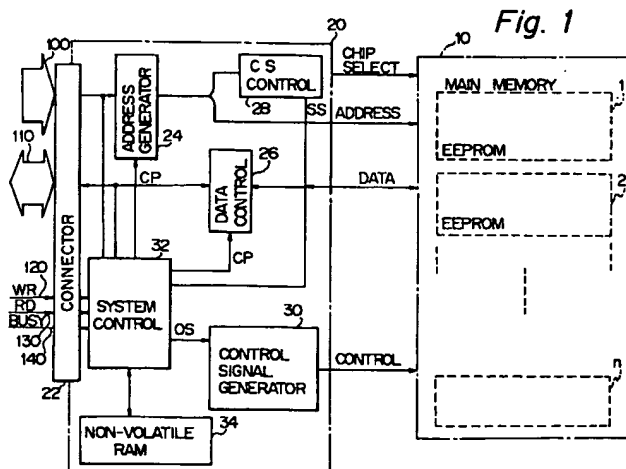 Fig. 1
20
10
100
CHIP
SELECT
C S
CONTROL
28
SS
ADDRESS
GENERATOR
24
ADDRESS
MAIN MEMORY
1
EEPROM
110
26
CP
DATA
CONTROL
DATA
2
EEPROM
CONNECTOR
32
CP
120
WR
RD
BUSY
130
140
SYSTEM
CONTROL
OS
30
CONTROL
SIGNAL
GENERATOR
CONTROL
n
22
34
NON-VOLATILE
RAM